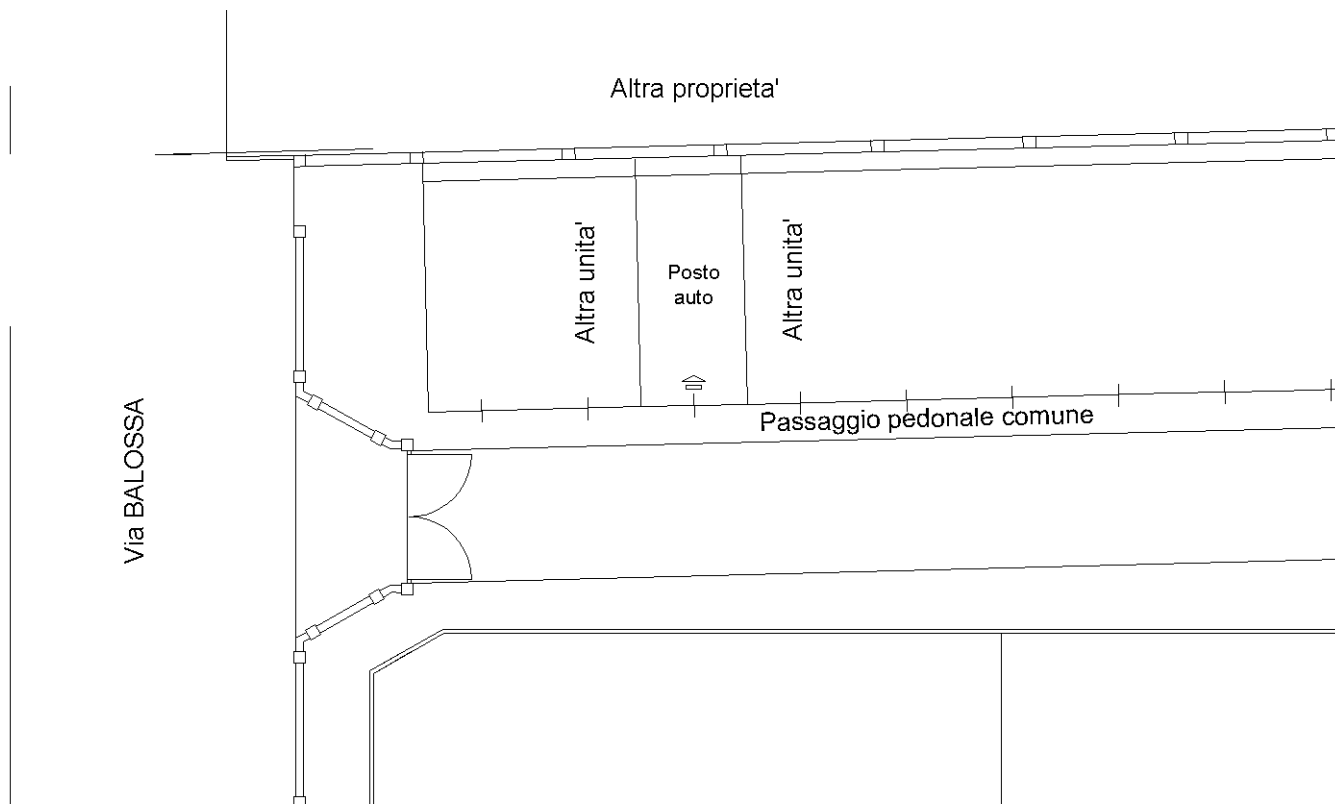 Altra proprieta'
Altra unita'
Posto
auto
Altra unita'
Passaggio pedonale comune
Via BALOSSA